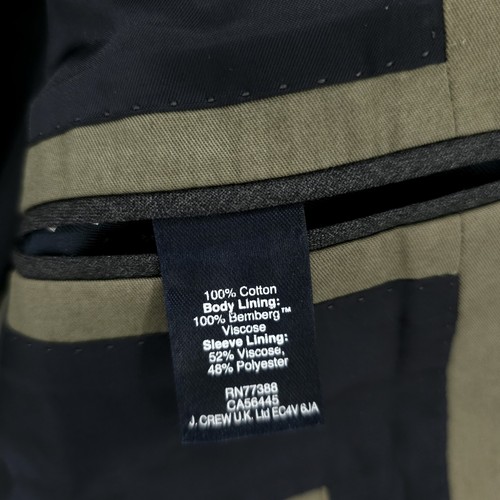 100% Cotton
Body Lining:
100% Bemberg™
Viscose
Sleeve Lining:
52% Viscose,
48% Polyester
RN77388
CA56445
J. CREW U.K. Ltd EC4V 6JA